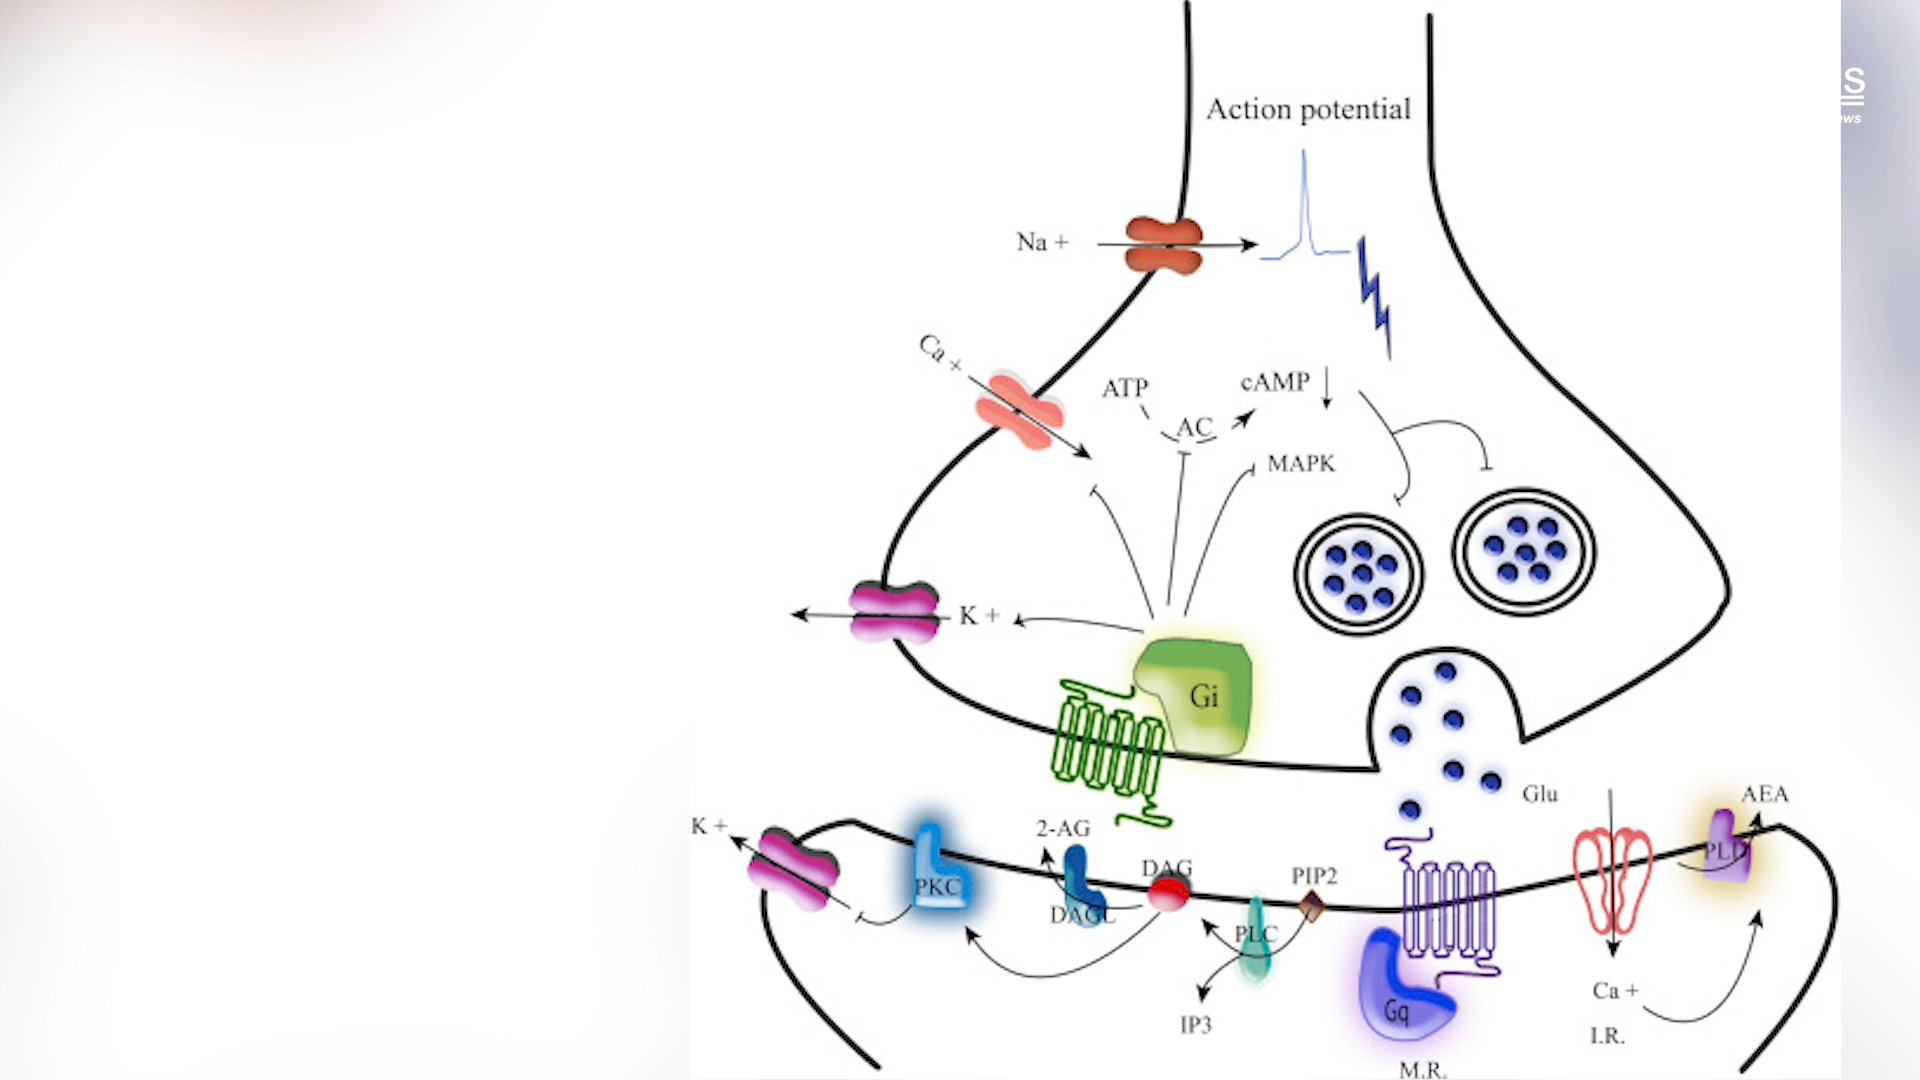 S
ws
Action potential
Na +
Ca +
ATP
cAMP
AC
MAPK
K +
Gi
Glu
AEA
K +
2-AG
PLD
DAG
PIP2
PKC
DAGL
PLC
Ca +
Gq
IP3
I.R.
M.R.